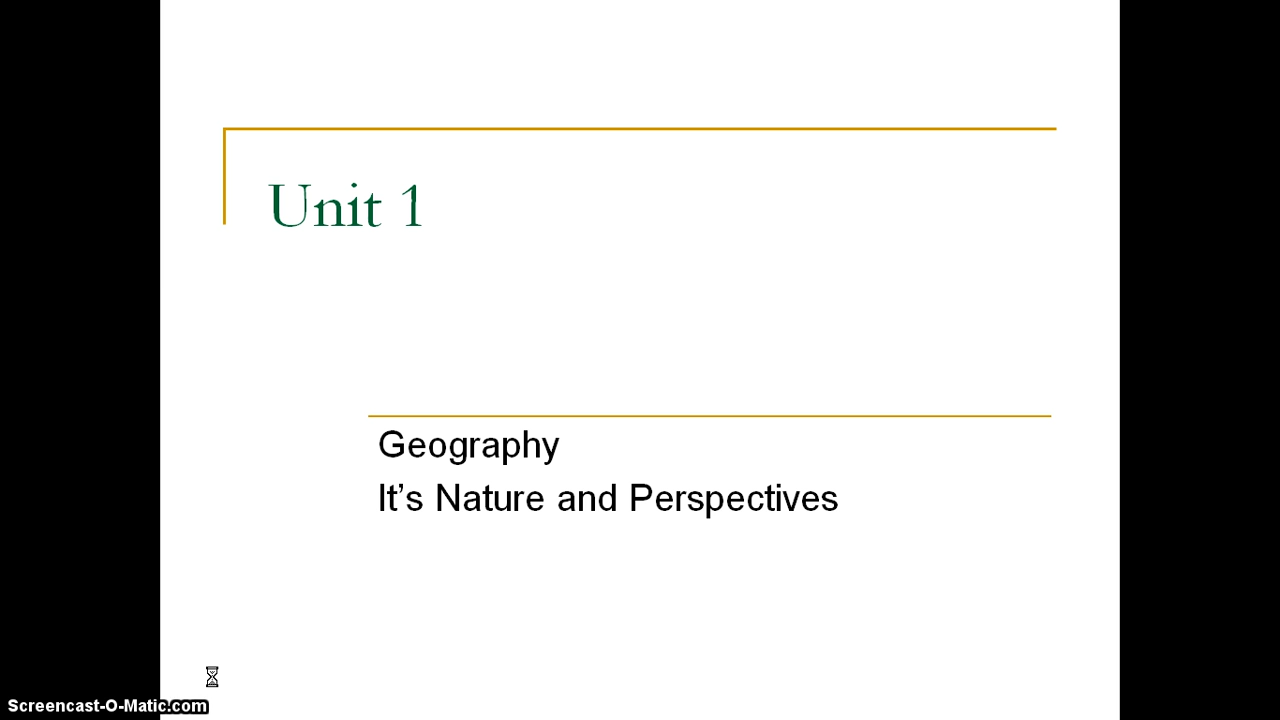 Unit 1
Geography
It’s Nature and Perspectives
Screencast-O-Matic.com